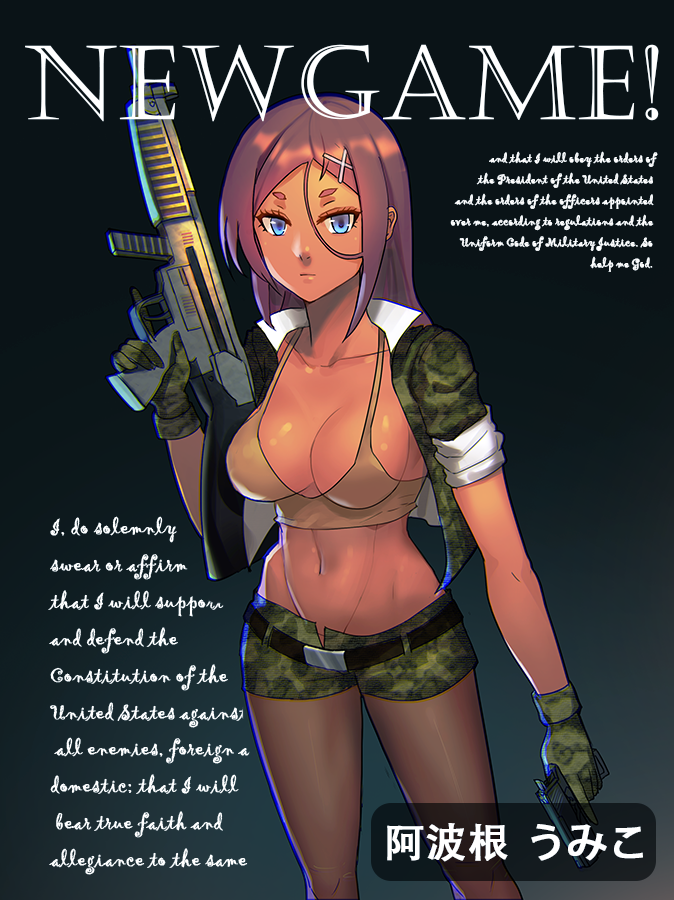 NEW GAME!
and that I will obey the orders of
the President of the United States
and the orders of the officers appointed
over me, according to regulations and the
Uniform Code of Military Justice. So
help me God.
I, do solemnly
swear or affirm
that I will suppor
and defend the
Constitution of the
United States agains
all enemies, foreign a
domestic; that I will
bear true faith and
allegiance to the same
阿波根 うみこ